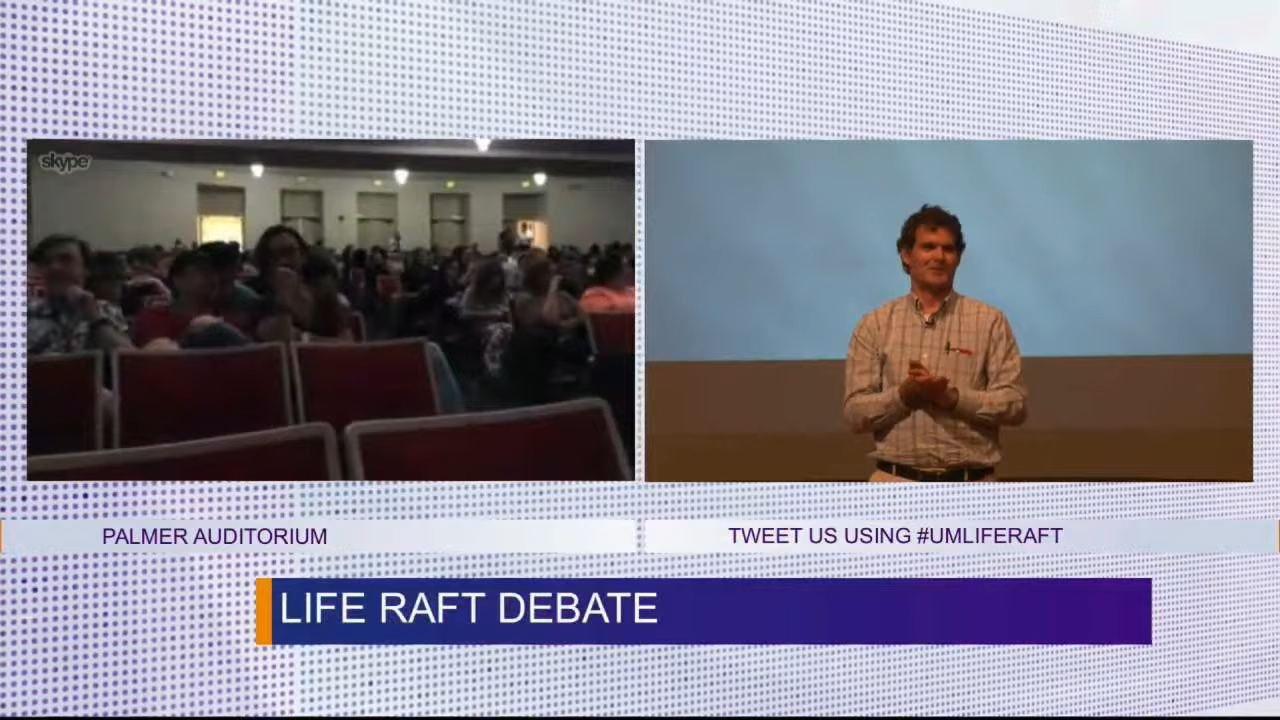 skype
PALMER AUDITORIUM
TWEET US USING #UMLIFERAFT
LIFE RAFT DEBATE